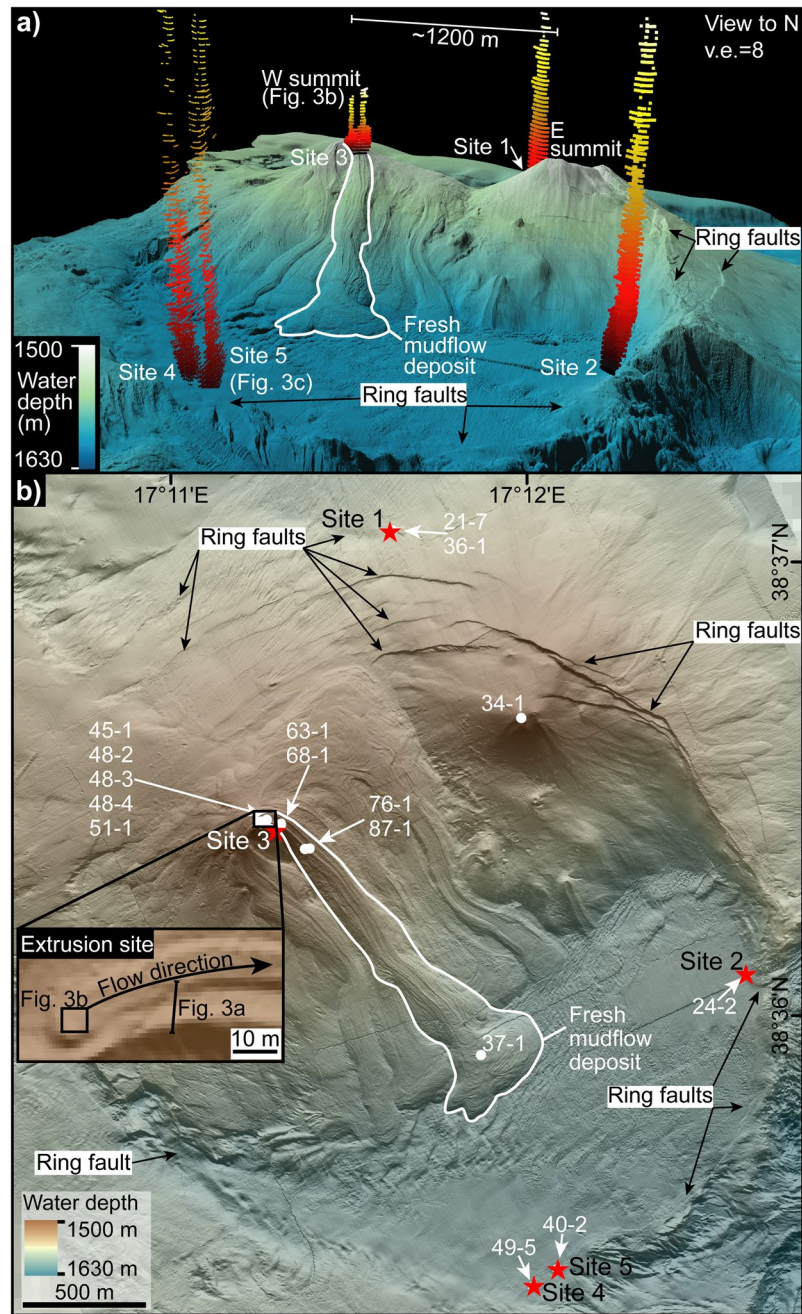 a)
~1200 m
View to N
v.e.=8
W summit
(Fig. 3b)
Site 3
Site 1
E
summit
Ring faults
Fresh
mudflow
deposit
Site 4
Site 5
(Fig. 3c)
Site 2
Ring faults
1500
Water
depth
(m)
1630
b)
17°11'E
17°12'E
Site 1
21-7
36-1
Ring faults
38°37'N
Ring faults
34-1
45-1
48-2
48-3
48-4
51-1
63-1
68-1
76-1
87-1
Site 3
Extrusion site
Flow direction
Fig. 3b
Fig. 3a
10 m
Site 2
24-2
38°36'N
Fresh
mudflow
deposit
37-1
Ring faults
Ring fault
Water depth
1500 m
1630 m
500 m
40-2
49-5
Site 5
Site 4